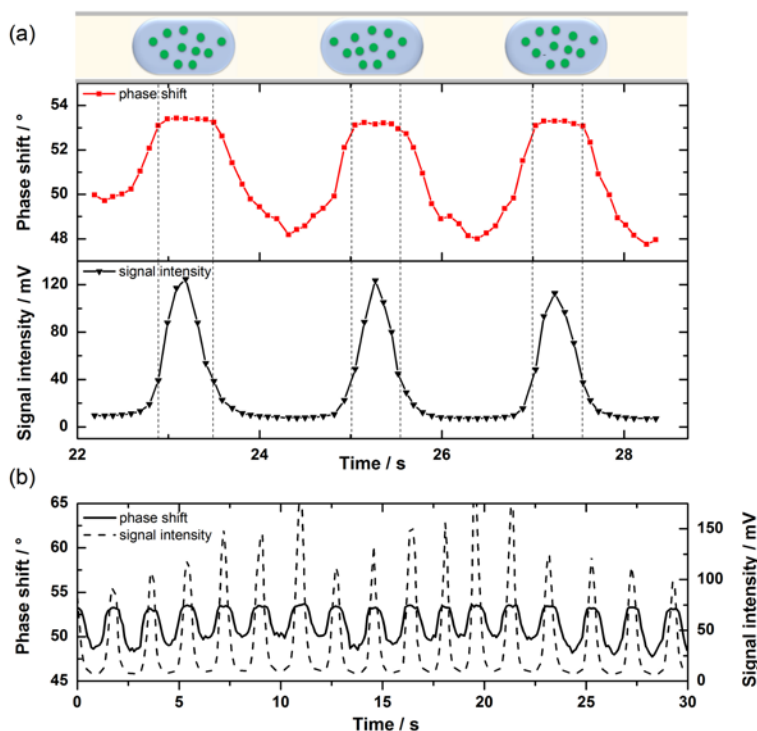 (a)
phase shift
54
52
50
48
Phase shift / °
signal intensity
120
80
40
0
Signal intensity / mV
22 24 26 28
Time / s
(b)
phase shift
signal intensity
65
60
55
50
45
Phase shift / °
150
100
50
0
Signal intensity / mV
0 5 10 15 20 25 30
Time / s